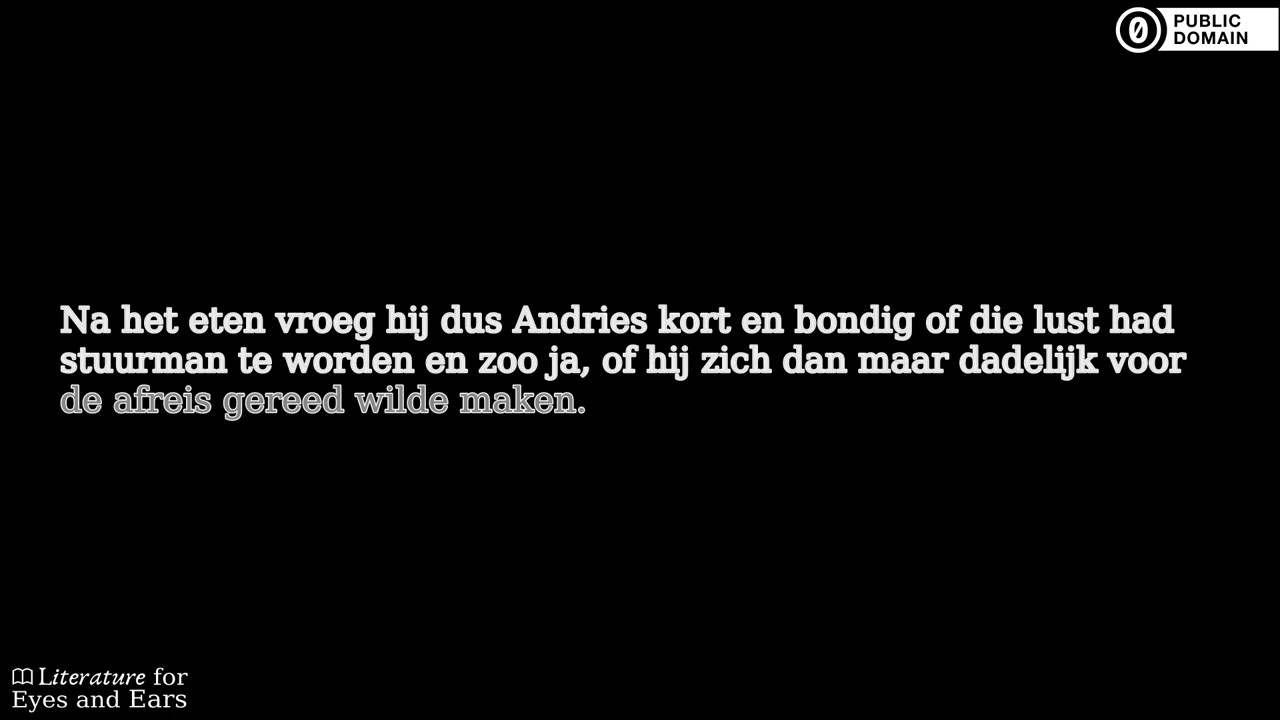 PUBLIC
DOMAIN
Na het eten vroeg hij dus Andries kort en bondig of die lust had
stuurman te worden en zoo ja, of hij zich dan maar dadelijk voor
de afreis gereed wilde maken.
Literature for
Eyes and Ears